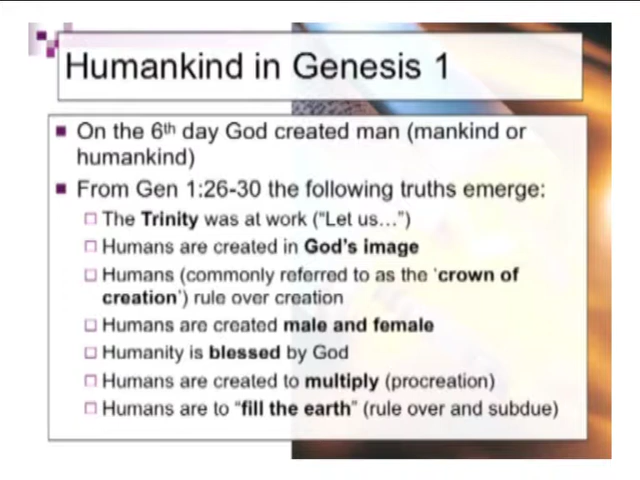 Humankind in Genesis 1
On the 6th day God created man (mankind or
humankind)
From Gen 1:26-30 the following truths emerge:
The Trinity was at work ("Let us...")
Humans are created in God's image
Humans (commonly referred to as the 'crown of
creation') rule over creation
Humans are created male and female
Humanity is blessed by God
Humans are created to multiply (procreation)
Humans are to "fill the earth" (rule over and subdue)